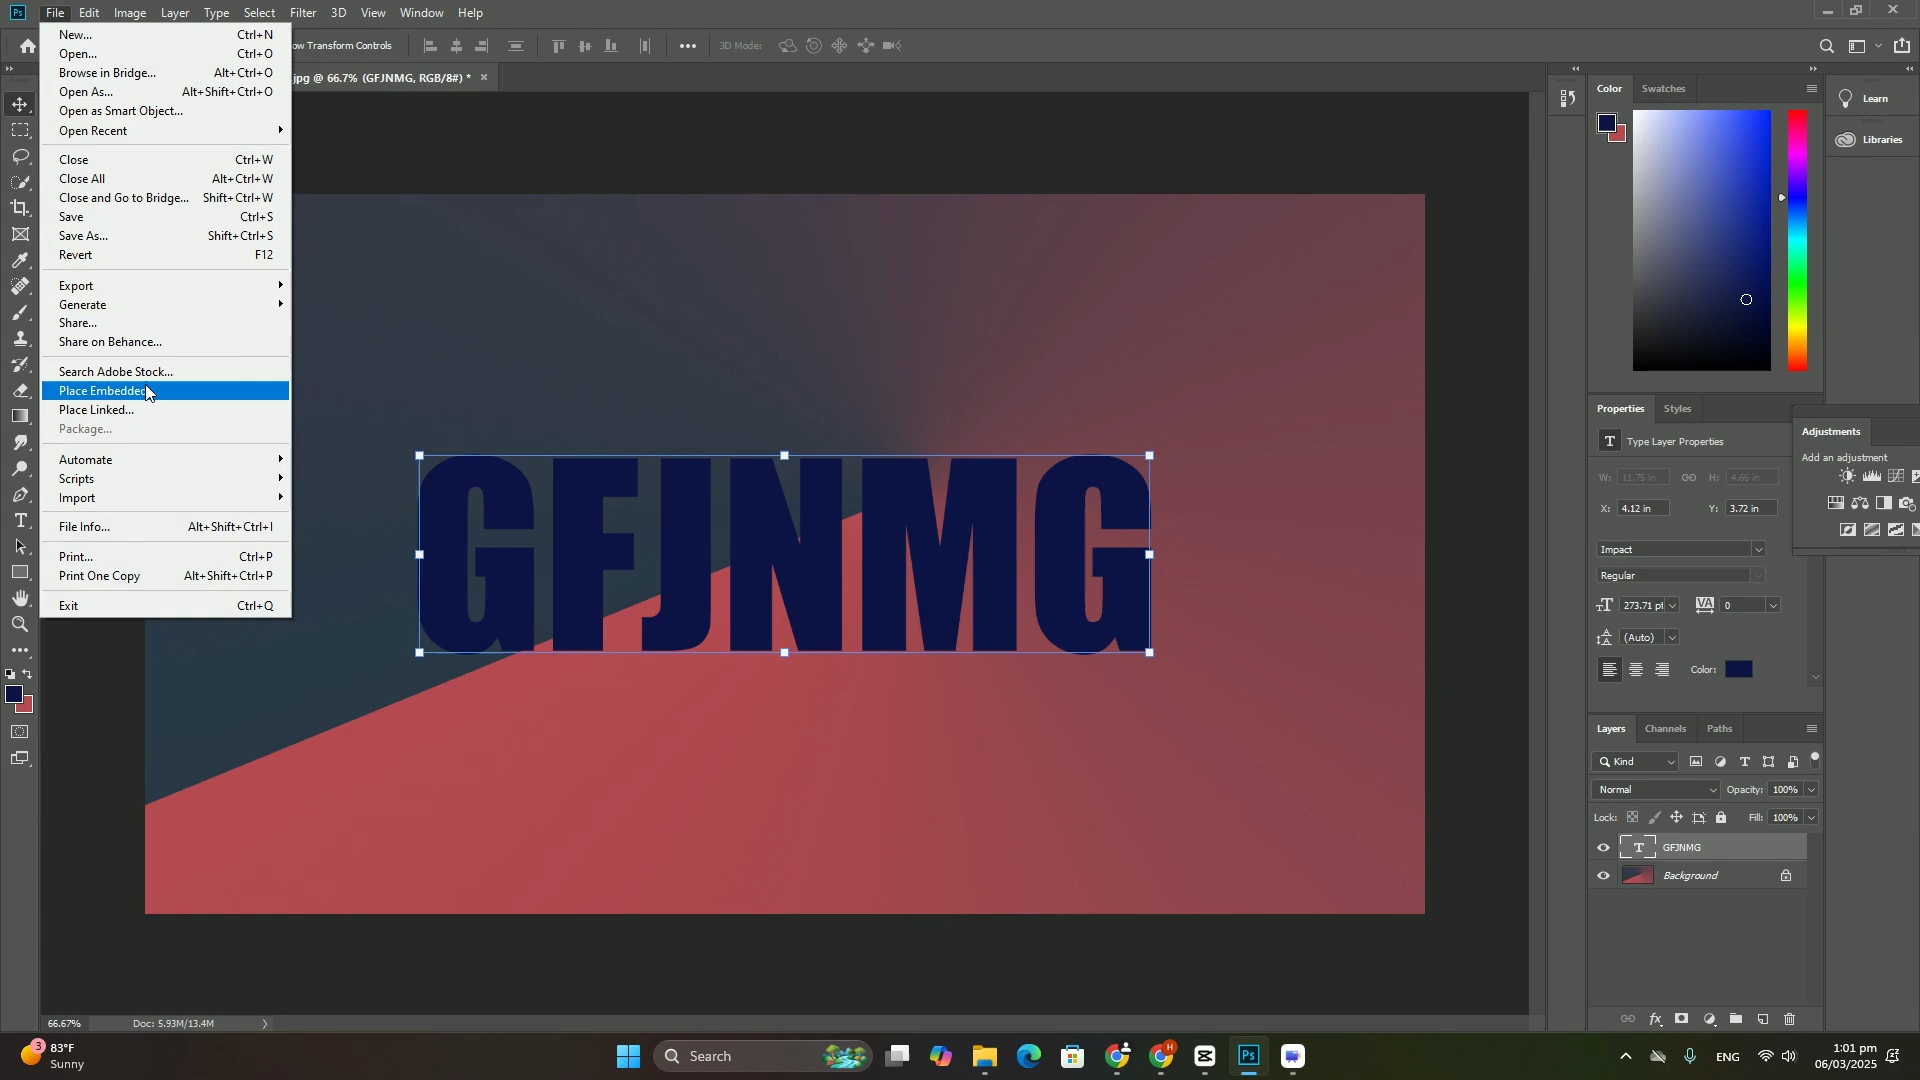 Ps File Edit Image Layer Type Select Filter 3D View Window Help
New... Ctrl+N
Open... Ctrl+O
Browse in Bridge... Alt+Ctrl+O
Open As... Alt+Shift+Ctrl+O
Open as Smart Object...
Open Recent
Close Ctrl+W
Close All Alt+Ctrl+W
Close and Go to Bridge... Shift+Ctrl+W
Save Ctrl+S
Save As... Shift+Ctrl+S
Revert F12
Export
Generate
Share...
Share on Behance...
Search Adobe Stock...
Place Embedded
Place Linked...
Package...
Automate
Scripts
Import
File Info... Alt+Shift+Ctrl+I
Print... Ctrl+P
Print One Copy Alt+Shift+Ctrl+P
Exit Ctrl+Q
ow Transform Controls
3D Mode:
.jpg @ 66.7% (GFJNMG, RGB/8#) *
GFJNMG
66.67% Doc: 5.93M/13.4M
Color Swatches
Learn
Libraries
Properties Styles
T Type Layer Properties
W: 11.75 in H: 4.66 in
X: 4.12 in Y: 3.72 in
Adjustments
Add an adjustment
Impact
Regular
273.71 pt VA 0
(Auto)
Color:
Layers Channels Paths
Kind
Normal Opacity: 100%
Lock: Fill: 100%
T GFJNMG
Background
fx
3 83°F
Sunny
Search
H
Ps
ENG
1:01 pm
06/03/2025